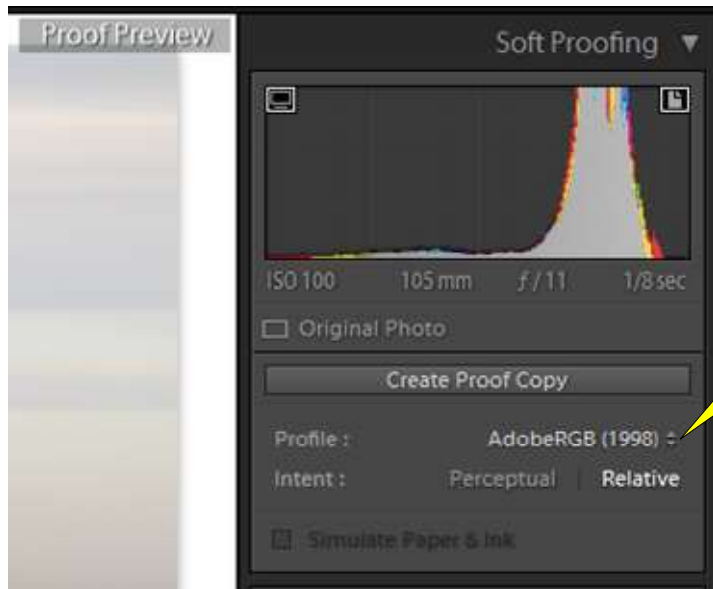 Proof Preview
Soft Proofing
ISO 100 105 mm ƒ / 11 1/8 sec
Original Photo
Create Proof Copy
Profile : AdobeRGB (1998)
Intent : Perceptual Relative
Simulate Paper & Ink